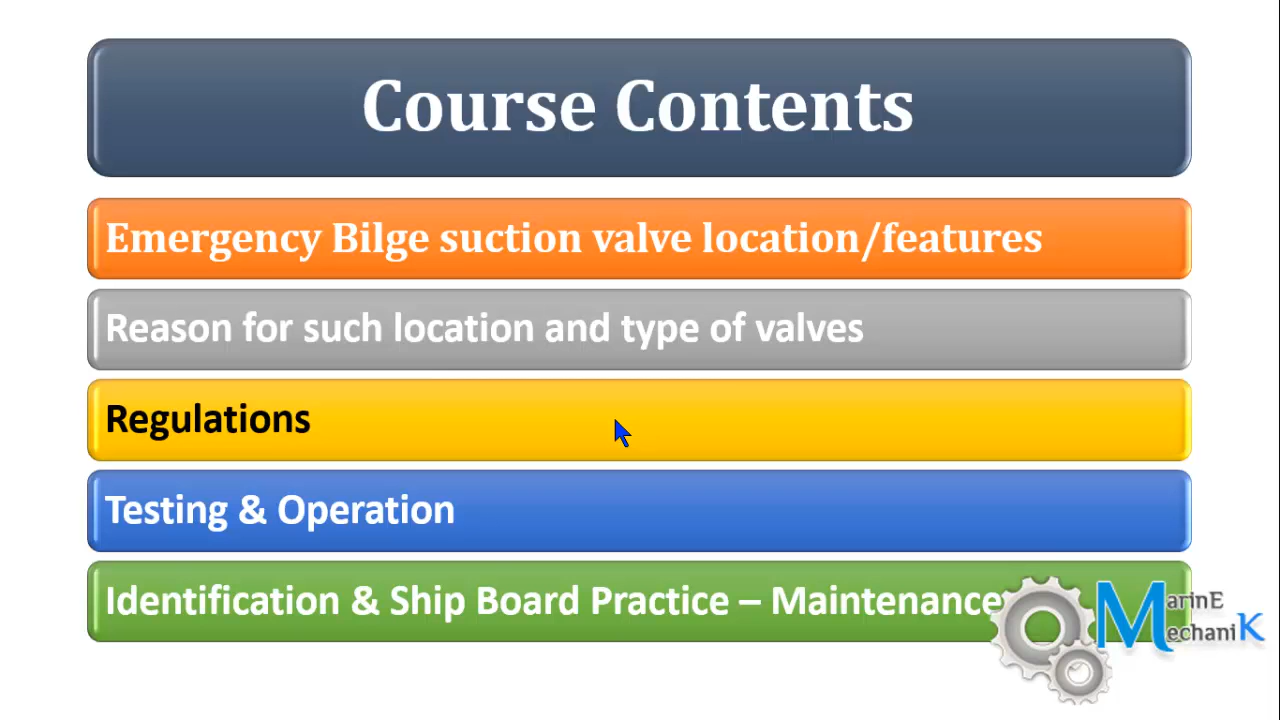 Course Contents
Emergency Bilge suction valve location/features
Reason for such location and type of valves
Regulations
Testing & Operation
Identification & Ship Board Practice – Maintenance
MarinE
MechaniK